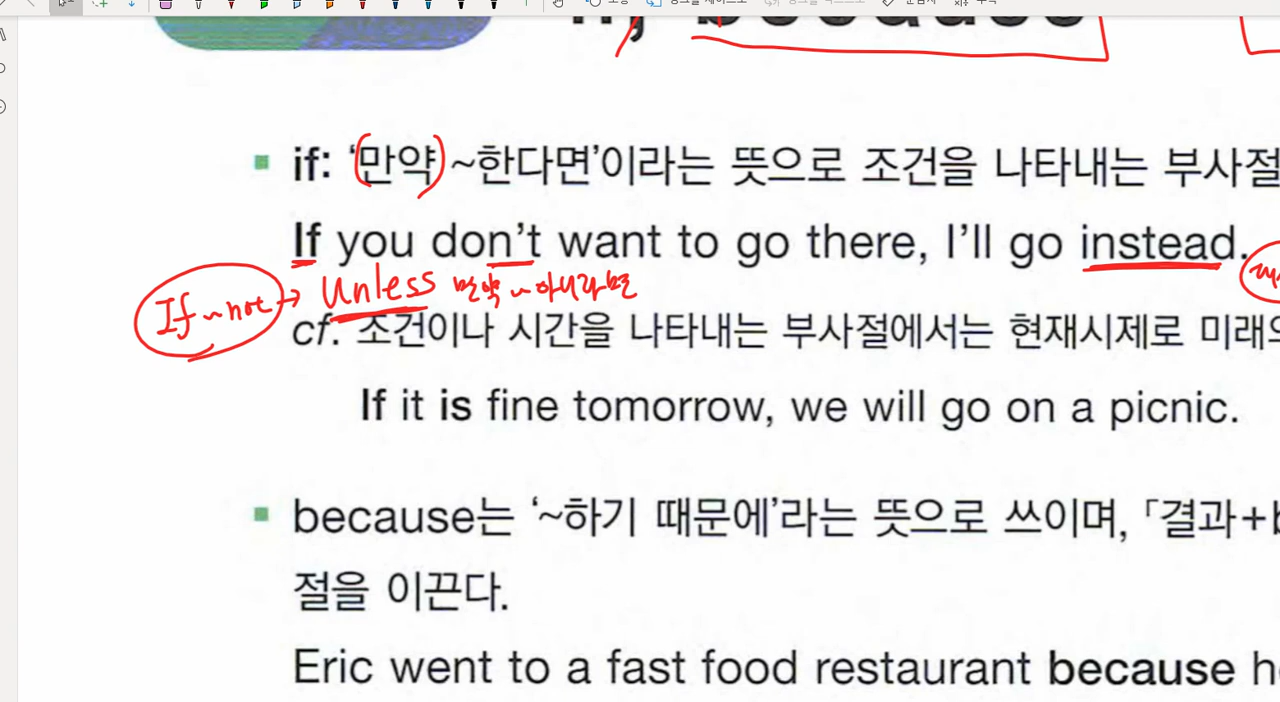 if: ‘만약 ~한다면’이라는 뜻으로 조건을 나타내는 부사절
If you don’t want to go there, I’ll go instead.
If ~ not → Unless 만약 ~ 아니라면
cf. 조건이나 시간을 나타내는 부사절에서는 현재시제로 미래의
If it is fine tomorrow, we will go on a picnic.
because는 ‘~하기 때문에’라는 뜻으로 쓰이며, 「결과+b
절을 이끈다.
Eric went to a fast food restaurant because he